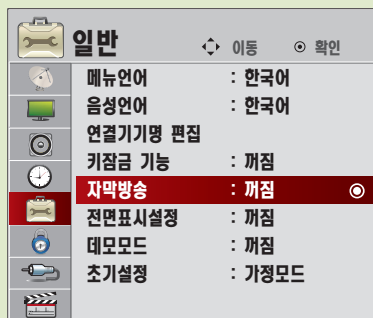 일반
이동 확인
메뉴언어 : 한국어
음성언어 : 한국어
연결기기명 편집
키잠금 기능 : 꺼짐
자막방송 : 꺼짐
전면표시설정 : 꺼짐
데모모드 : 꺼짐
초기설정 : 가정모드